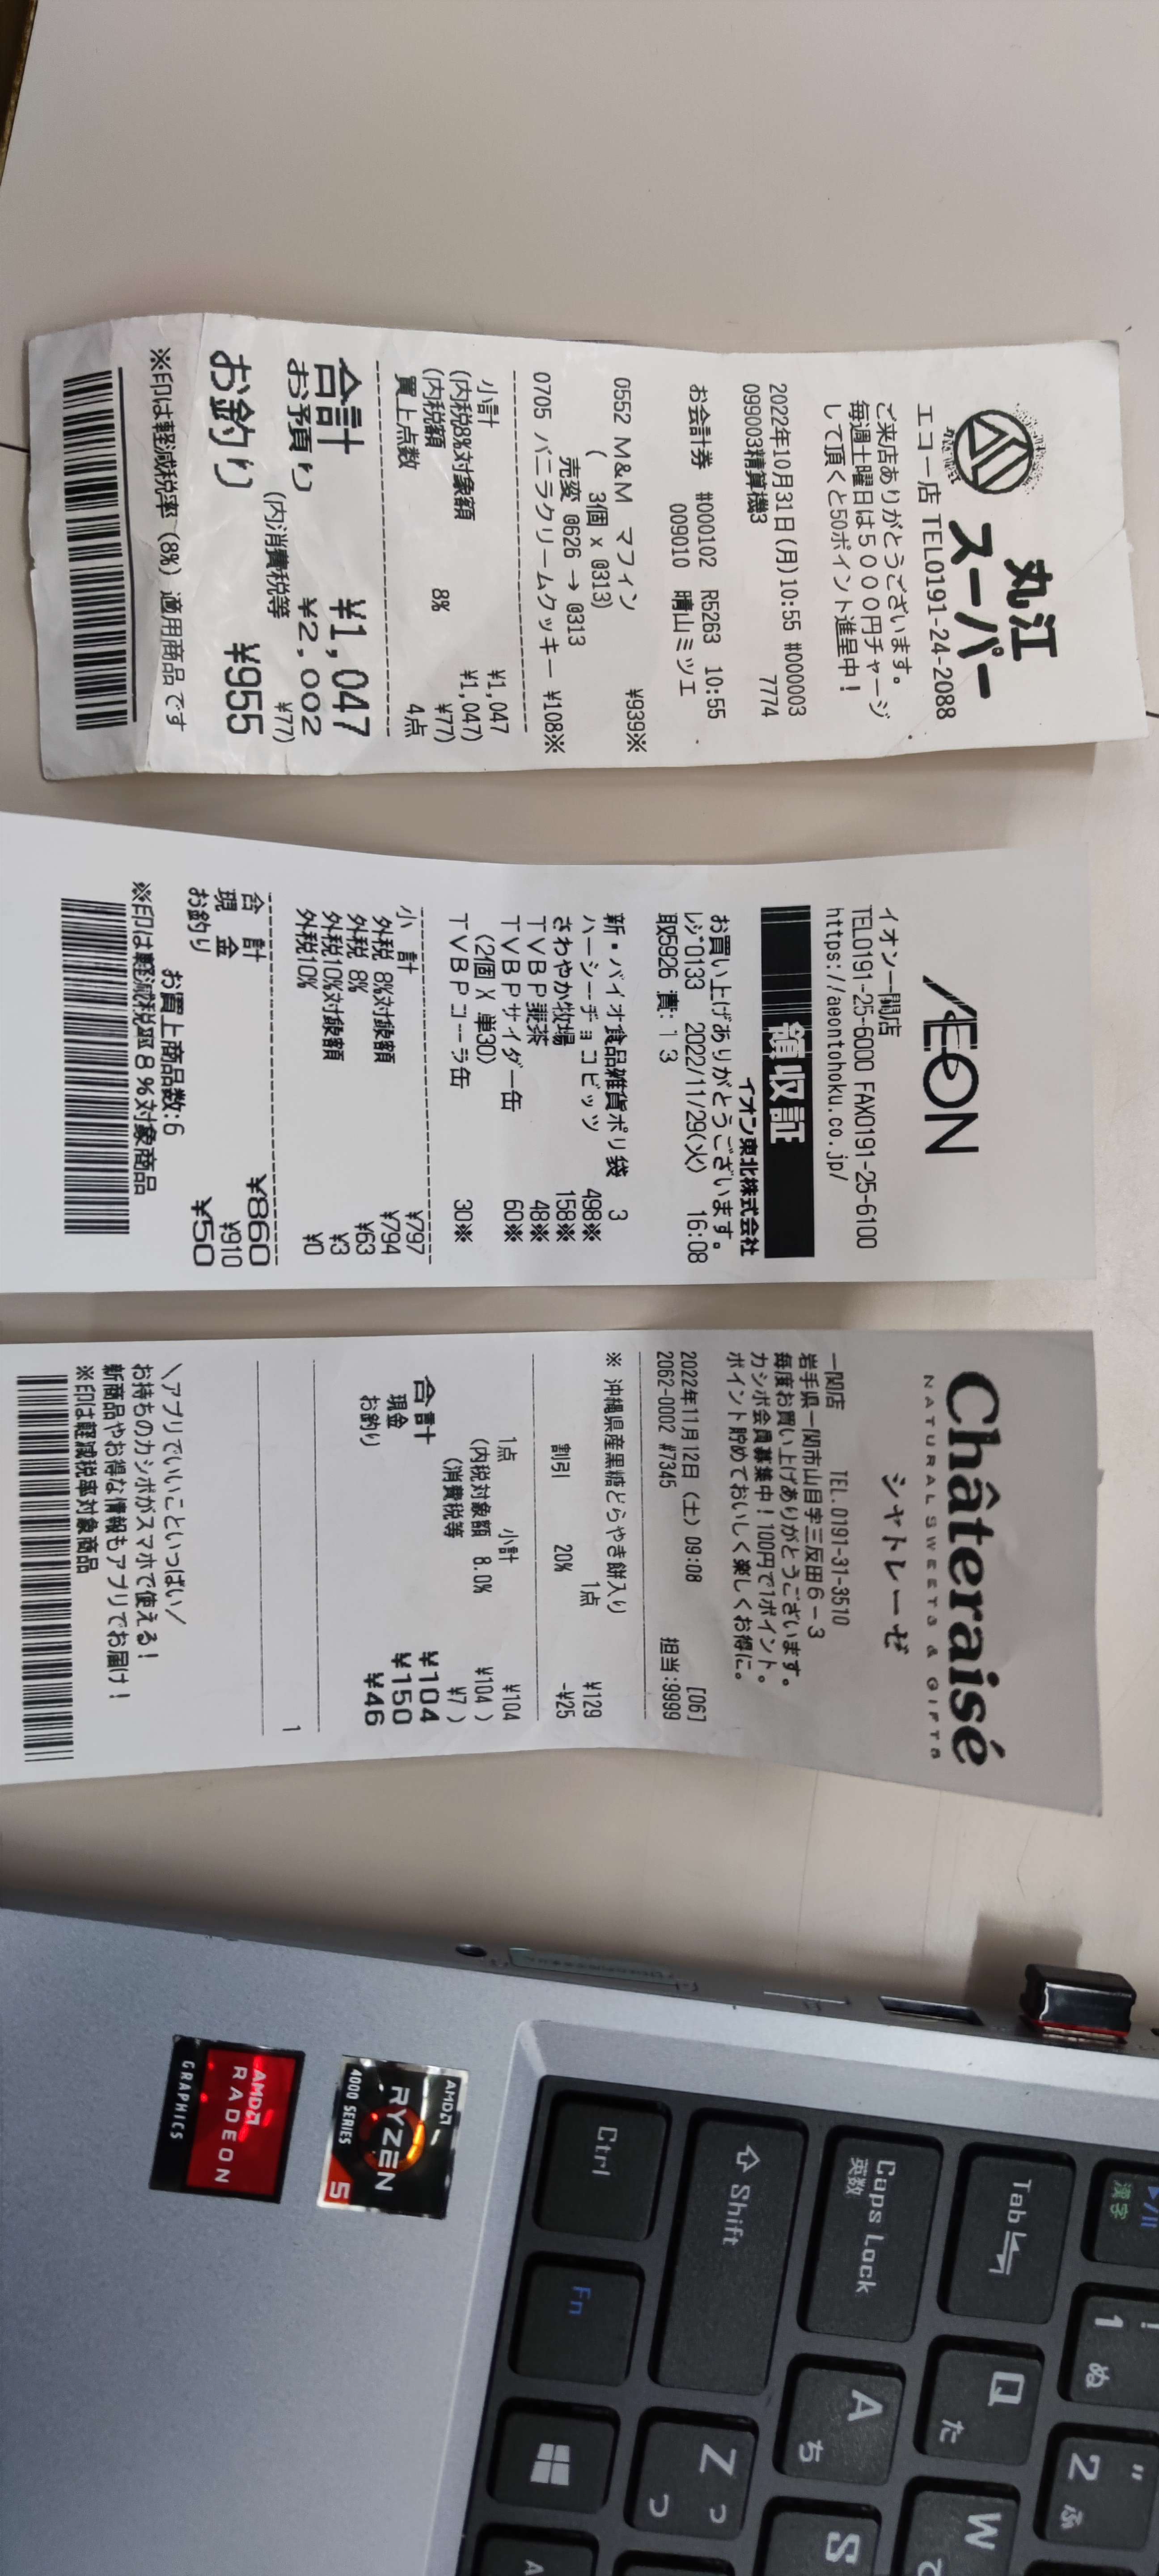 丸江
スーパー
エコー店 TEL0191-24-2088
ご来店ありがとうございます。
毎週土曜日は5000円チャージ
して頂くと50ポイント進呈中!
2022年10月31日(月)10:55 #000003
099003精算機3 7774
お会計券 #000102 R5263 10:55
009010 晴山ミツエ
0552 M&M マフィン ¥939※
( 3個 x @313)
売変 @626 → @313
0705 バニラクリームクッキー ¥108※
小計 ¥1,047
(内税8%対象額 ¥1,047)
(内税額 8% ¥77)
買上点数 4点
合計 ¥1,047
お預り ¥2,002
(内消費税等 ¥77)
お釣り ¥955
※印は軽減税率 (8%) 適用商品です
AEON
イオン一関店
TEL0191-25-6000 FAX0191-25-6100
https://aeontohoku.co.jp/
領収証
イオン東北株式会社
お買い上げありがとうございます。
レジ0133 2022/11/29(火) 16:08
取5926 責:13
新・バイオ食品雑貨ポリ袋 3
ハーシーチョコビッツ 498※
さわやか牧場 158※
TVBP麦茶 48※
TVBPサイダー缶 60※
(2個 X 単30)
TVBPコーラ缶 30※
小 計 ¥797
外税 8%対象額 ¥794
外税 8% ¥63
外税10%対象額 ¥3
外税10% ¥0
合 計 ¥860
現 金 ¥910
お釣り ¥50
お買上商品数:6
※印は軽減税率8%対象商品
Châteraisé
NATURAL SWEETS & GIFTS
シャトレーゼ
一関店 TEL.0191-31-3510
岩手県一関市山目字三反田6-3
毎度お買い上げありがとうございます。
カシポ会員募集中!100円で1ポイント。
ポイント貯めておいしく楽しくお得に。
2022年11月12日 (土) 09:08 [06]
2062-0002 #7345 担当:9999
※ 沖縄県産黒糖どらやき餅入り
1点 ¥129
割引 20% -¥25
1点 小計 ¥104
(内税対象額 8.0% ¥104 )
(消費税等 ¥7 )
合計 ¥104
現金 ¥150
お釣り ¥46
1
\アプリでいいこといっぱい/
お持ちのカシポがスマホで使える!
新商品やお得な情報もアプリでお届け!
※印は軽減税率対象商品
AMD
RADEON
GRAPHICS
AMD
RYZEN
5
4000 SERIES
漢字
! 1 ぬ
" 2 ふ
Tab
Q た
W て
Caps Lock
英数
A ち
S
Shift
Z つ っ
Ctrl
Fn
A